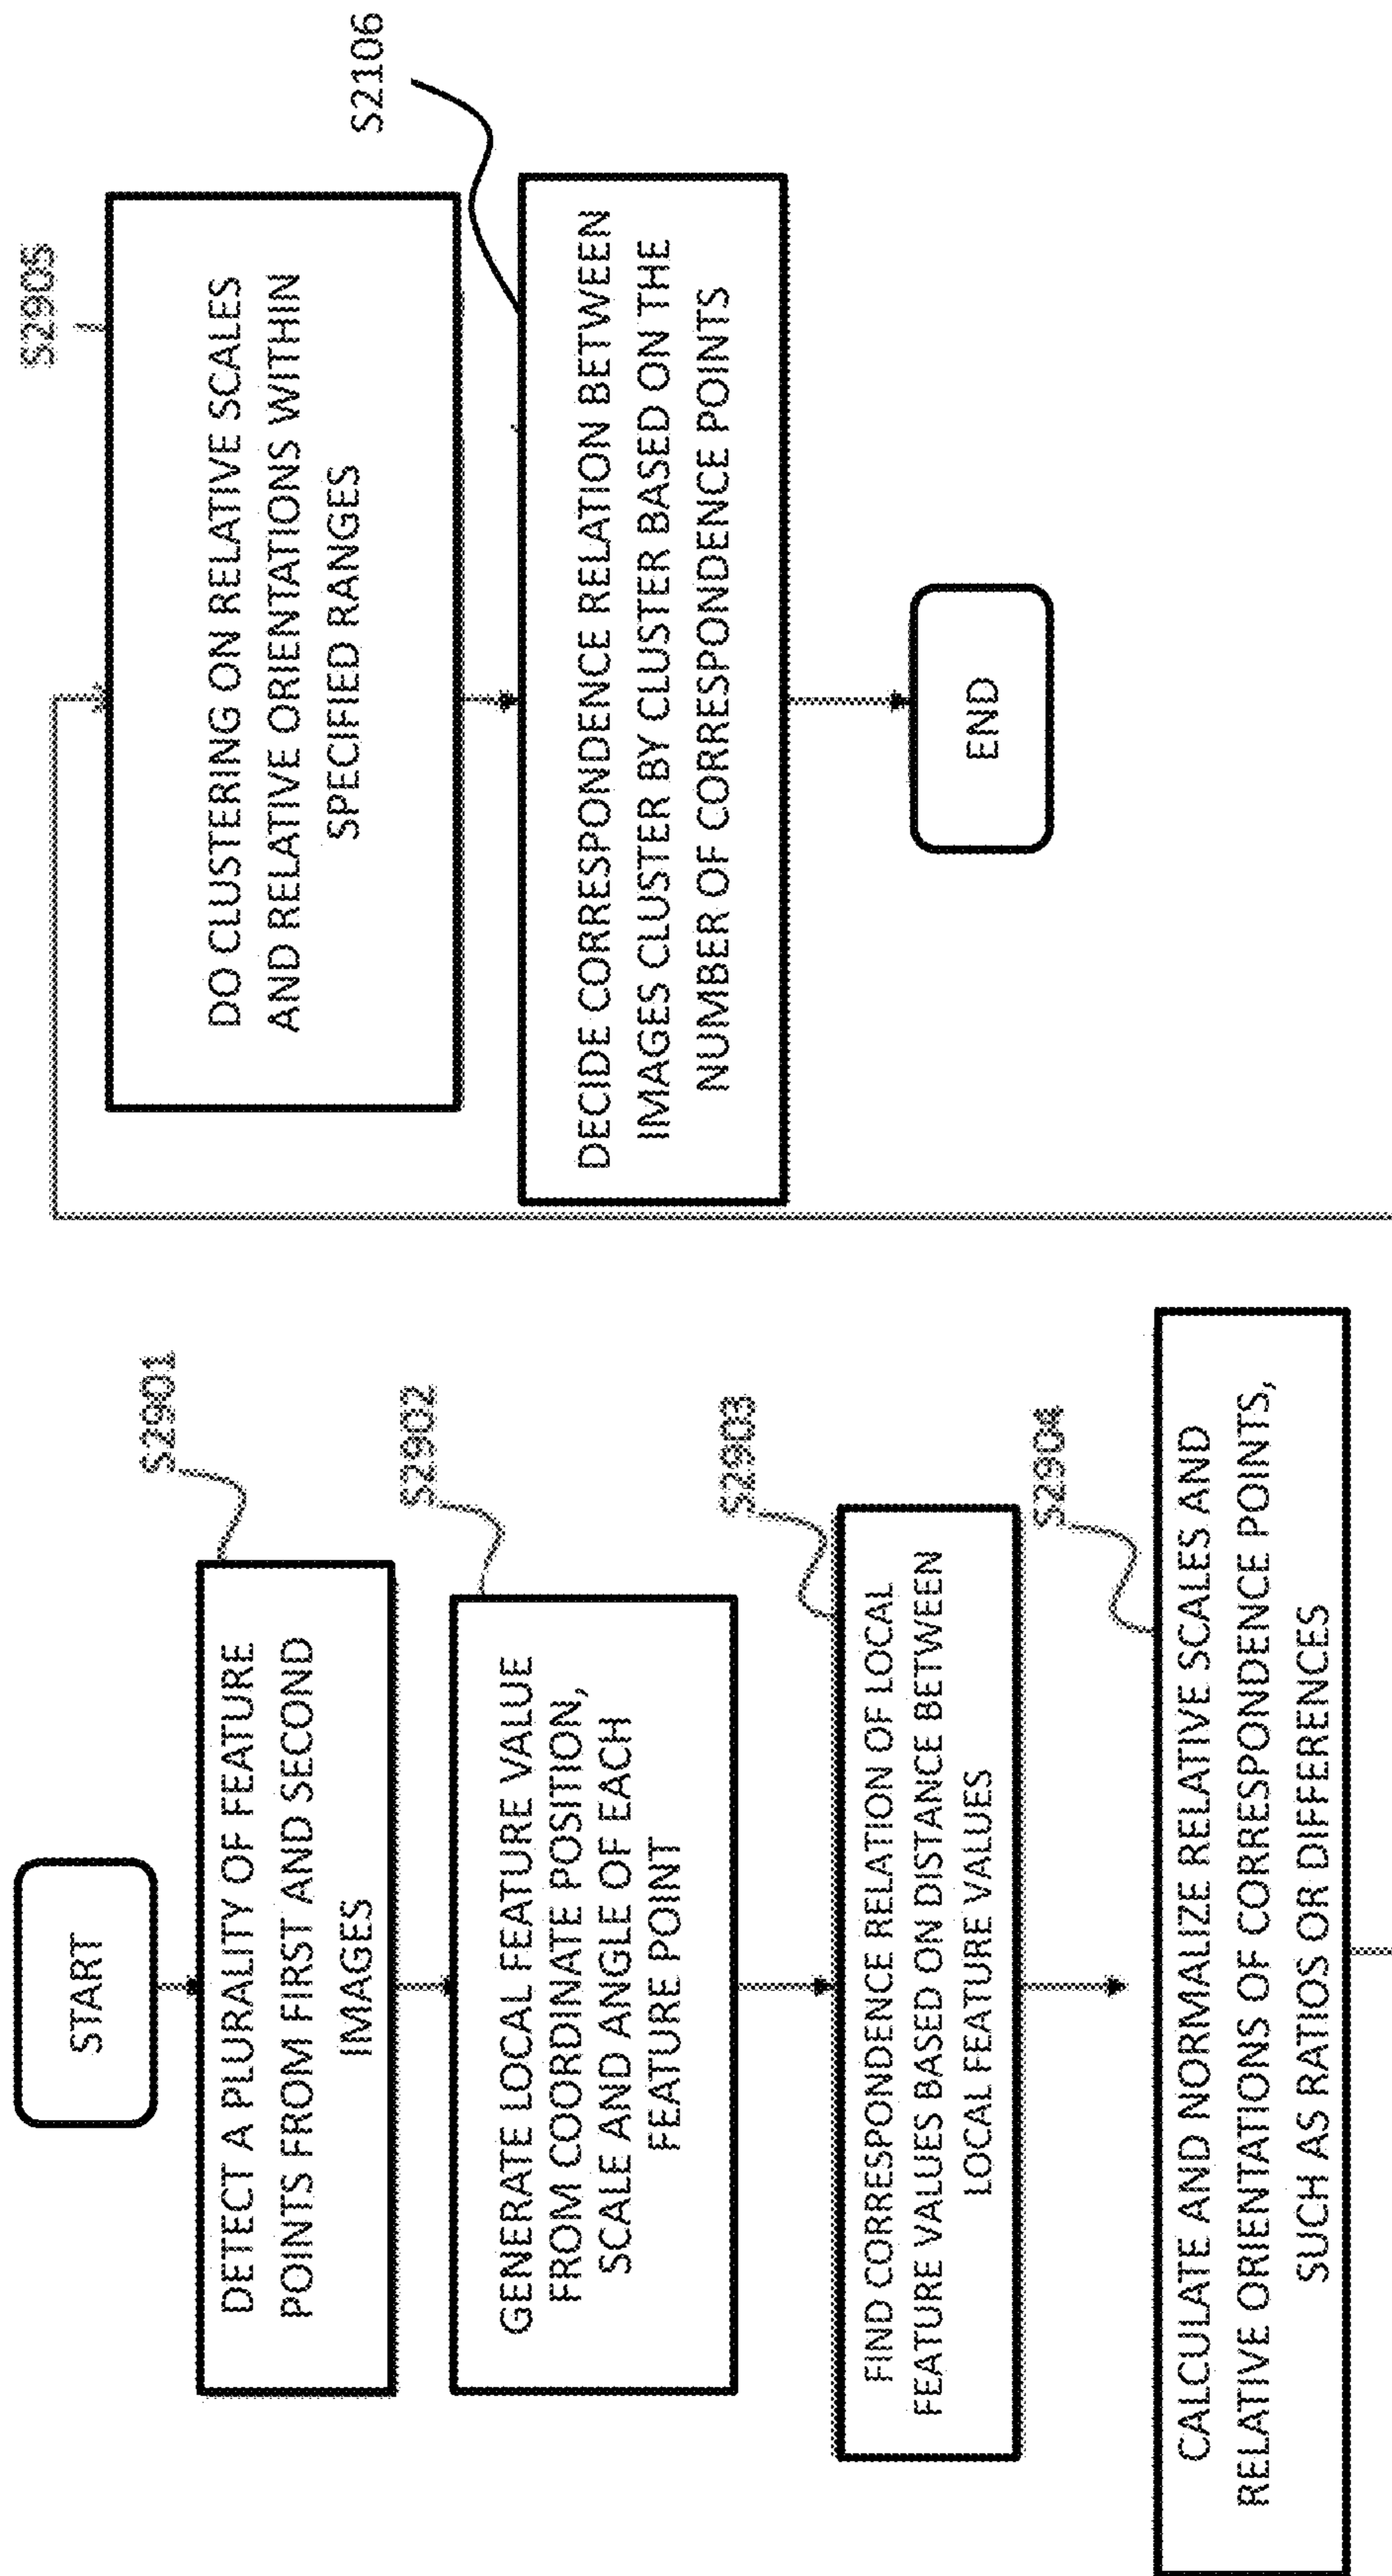 START
S2901
DETECT A PLURALITY OF FEATURE
POINTS FROM FIRST AND SECOND
IMAGES
S2902
GENERATE LOCAL FEATURE VALUE
FROM COORDINATE POSITION,
SCALE AND ANGLE OF EACH
FEATURE POINT
S2903
FIND CORRESPONDENCE RELATION OF LOCAL
FEATURE VALUES BASED ON DISTANCE BETWEEN
LOCAL FEATURE VALUES
S2904
CALCULATE AND NORMALIZE RELATIVE SCALES AND
RELATIVE ORIENTATIONS OF CORRESPONDENCE POINTS,
SUCH AS RATIOS OR DIFFERENCES
S2905
DO CLUSTERING ON RELATIVE SCALES
AND RELATIVE ORIENTATIONS WITHIN
SPECIFIED RANGES
S2106
DECIDE CORRESPONDENCE RELATION BETWEEN
IMAGES CLUSTER BY CLUSTER BASED ON THE
NUMBER OF CORRESPONDENCE POINTS
END